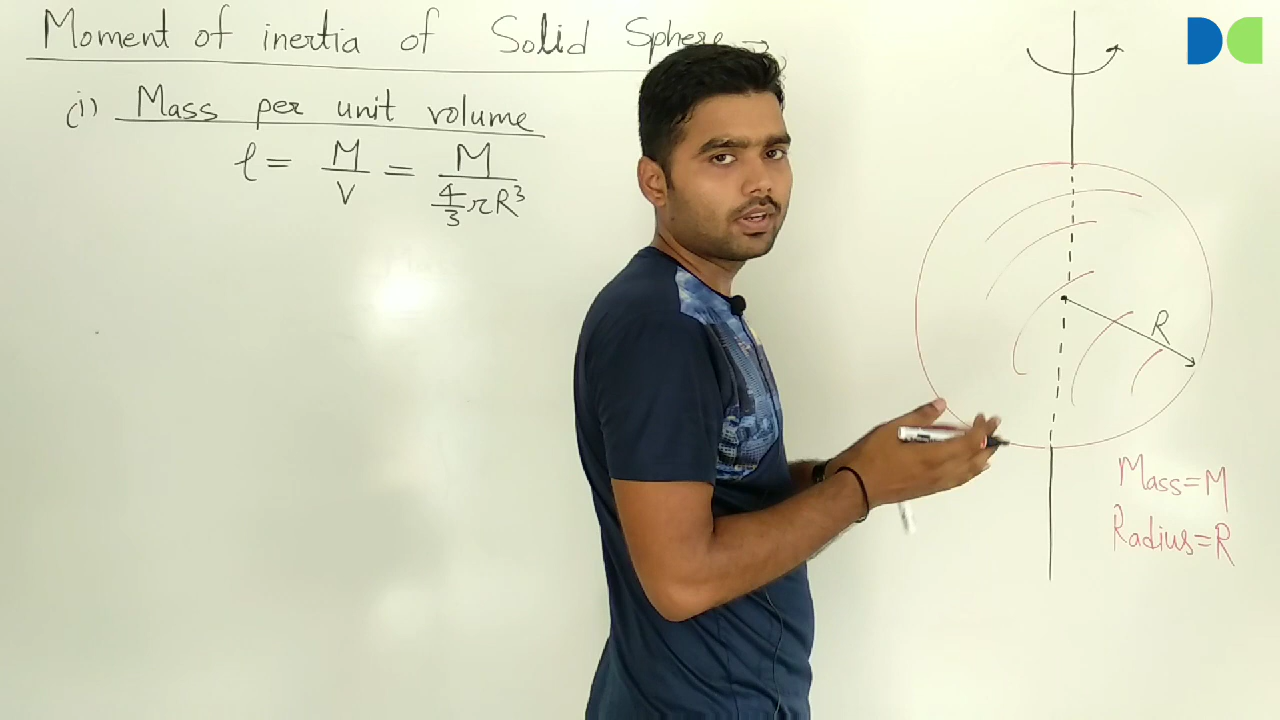 Moment of inertia of Solid Sphere →
(i) Mass per unit volume
ρ = M/V = M/(4/3 πR³)
R
Mass=M
Radius=R